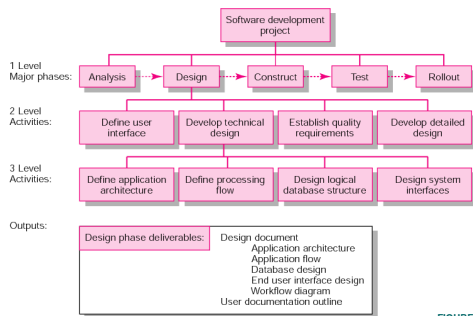 Software development
project
1 Level
Major phases:
Analysis
Design
Construct
Test
Rollout
2 Level
Activities:
Define user
interface
Develop technical
design
Establish quality
requirements
Develop detailed
design
3 Level
Activities:
Define application
architecture
Define processing
flow
Design logical
database structure
Design system
interfaces
Outputs:
Design phase deliverables:
Design document
Application architecture
Application flow
Database design
End user interface design
Workflow diagram
User documentation outline
FIGURE